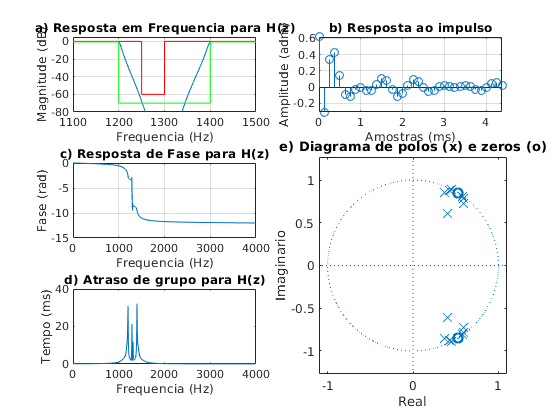 a) Resposta em Frequencia para H(z)
Magnitude (dB)
0
-20
-40
-60
-80
1100 1200 1300 1400 1500
Frequencia (Hz)
b) Resposta ao impulso
Amplitude (adm)
0.6
0.4
0.2
0
-0.2
0 1 2 3 4
Amostras (ms)
c) Resposta de Fase para H(z)
Fase (rad)
0
-5
-10
-15
0 1000 2000 3000 4000
Frequencia (Hz)
d) Atraso de grupo para H(z)
Tempo (ms)
40
20
0
0 1000 2000 3000 4000
Frequencia (Hz)
e) Diagrama de polos (x) e zeros (o)
Imaginario
1
0.5
0
-0.5
-1
-1 0 1
Real